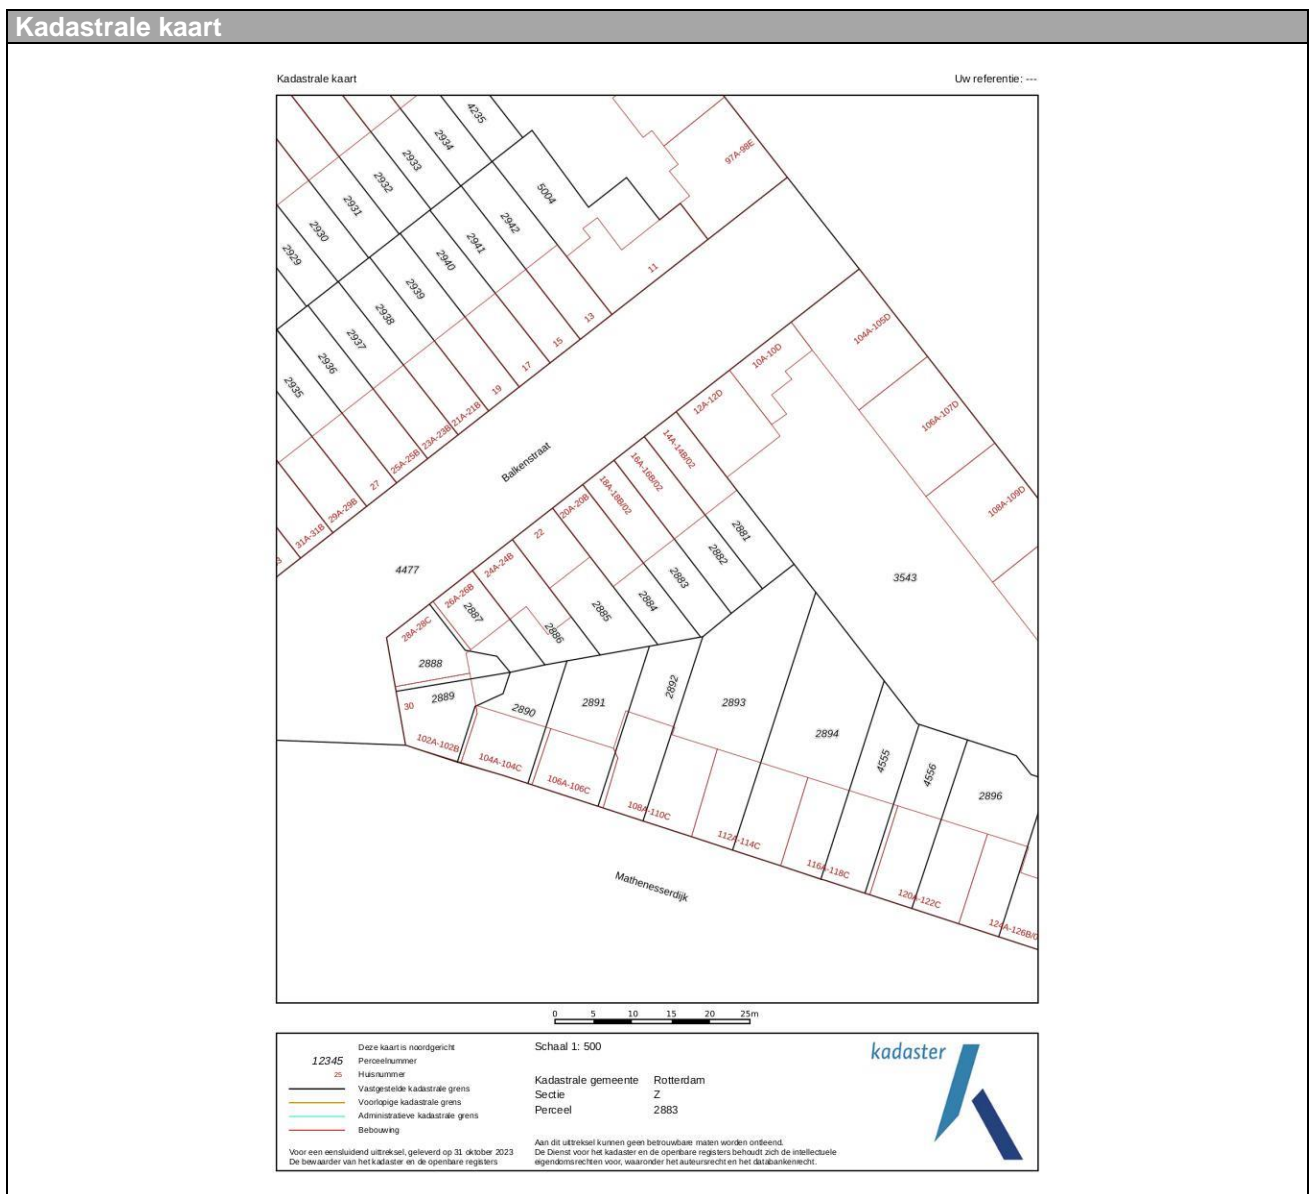 Kadastrale kaart
Kadastrale kaart
Uw referentie: ---
4235
2934
2933
2932
2931
2930
2929
5004
97A-98E
2942
2941
2940
2939
2938
2937
2936
2935
11
13
15
17
19
21A-21B
23A-23B
25A-25B
27
29A-29B
31A-31B
Balkenstraat
10A-10D
12A-12D
14A-14B/02
16A-16B/02
18A-18B/02
20A-20B
22
24A-24B
26A-26B
28A-28C
104A-105D
106A-107D
108A-109D
4477
3543
2881
2882
2883
2884
2885
2886
2887
2888
2889
30
2890
2891
2892
2893
2894
4555
4556
2896
102A-102B
104A-104C
106A-106C
108A-110C
112A-114C
116A-118C
120A-122C
124A-126B/0
Mathenesserdijk
0 5 10 15 20 25m
Deze kaart is noordgericht
12345 Perceelnummer
25 Huisnummer
Vastgestelde kadastrale grens
Voorlopige kadastrale grens
Administratieve kadastrale grens
Bebouwing
Voor een eensluidend uittreksel, geleverd op 31 oktober 2023
De bewaarder van het kadaster en de openbare registers
Schaal 1: 500
Kadastrale gemeente Rotterdam
Sectie Z
Perceel 2883
Aan dit uittreksel kunnen geen betrouwbare maten worden ontleend.
De Dienst voor het kadaster en de openbare registers behoudt zich de intellectuele
eigendomsrechten voor, waaronder het auteursrecht en het databankenrecht.
kadaster